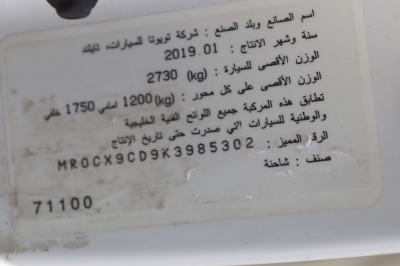 اسم الصانع وبلد الصنع : شركة تويوتا للسيارات، تايلند
سنة وشهر الانتاج : 2019.01
الوزن الأقصى للسيارة : (kg) 2730
الوزن الأقصى على كل محور : (kg)1200 امامي 1750 خلفي
تطابق هذه المركبة جميع اللوائح الفنية الخليجية
والوطنية للسيارات التي صدرت حتى تاريخ الإنتاج
الرقم المميز : MR0CX9CD9K3985302
صنف : شاحنة
71100